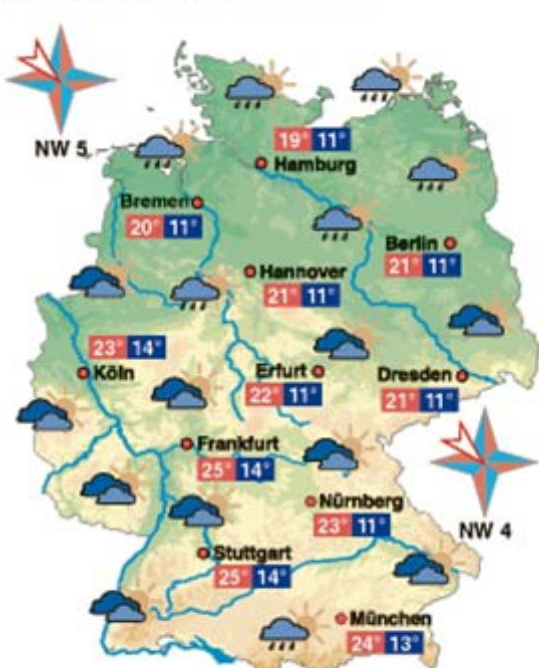 NW 5
19° 11°
Hamburg
Bremen
20° 11°
Berlin
21° 11°
Hannover
21° 11°
23° 14°
Köln
Erfurt
22° 11°
Dresden
21° 11°
Frankfurt
25° 14°
Nürnberg
23° 11°
NW 4
Stuttgart
25° 14°
München
24° 13°